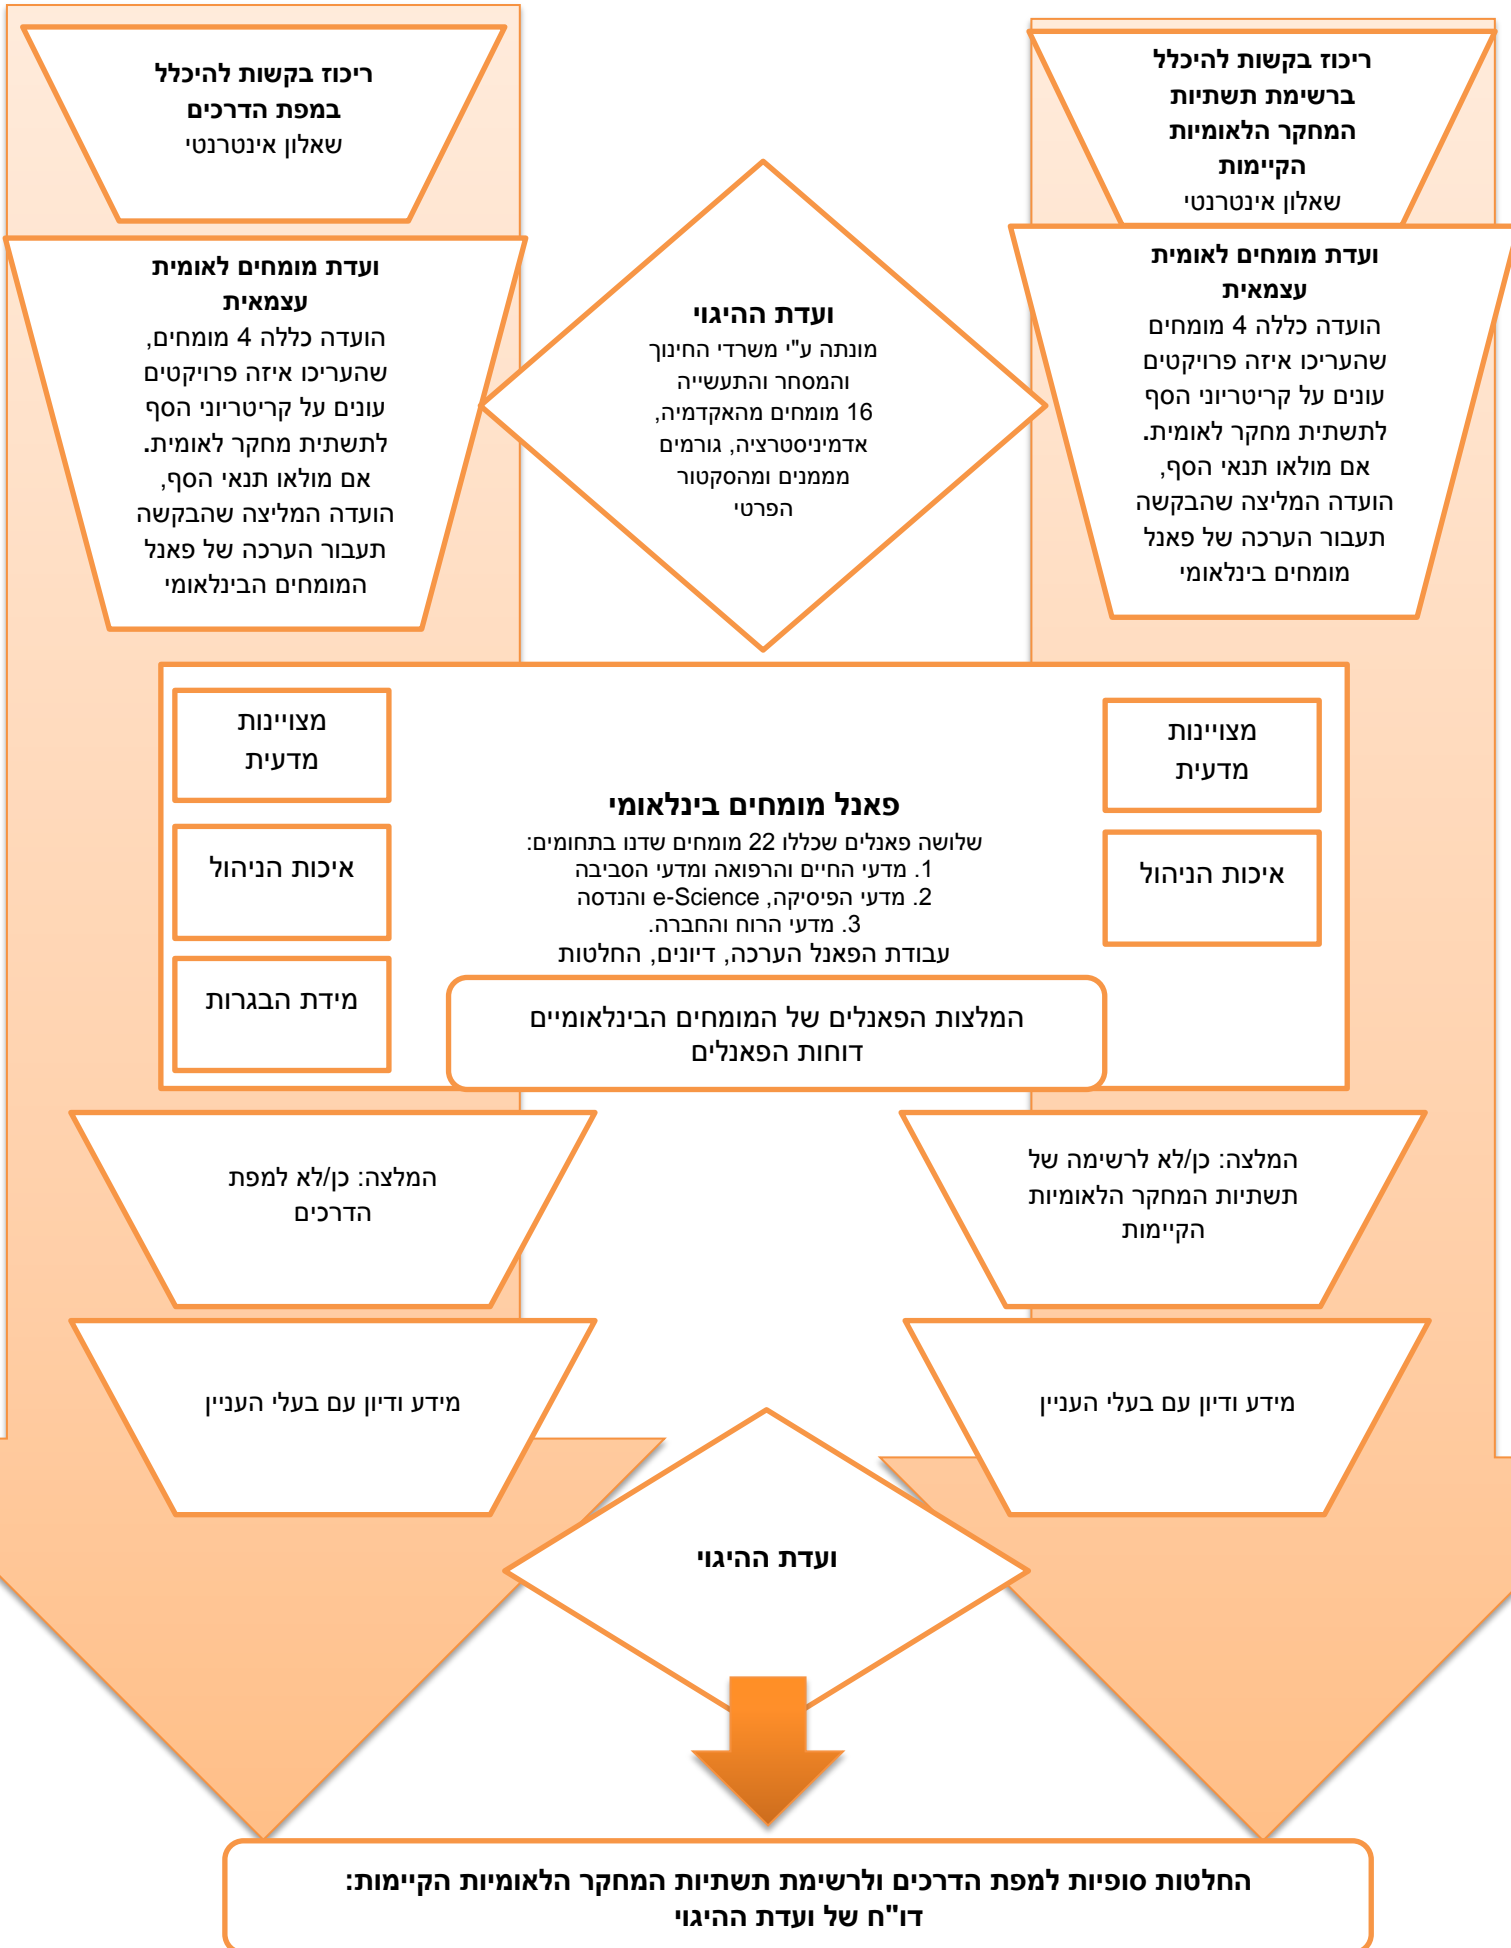 ריכוז בקשות להיכלל
ברשימת תשתיות
המחקר הלאומיות
הקיימות
שאלון אינטרנטי
ריכוז בקשות להיכלל
במפת הדרכים
שאלון אינטרנטי
ועדת מומחים לאומית
עצמאית
הועדה כללה 4 מומחים
שהעריכו איזה פרויקטים
עונים על קריטריוני הסף
לתשתית מחקר לאומית.
אם מולאו תנאי הסף,
הועדה המליצה שהבקשה
תעבור הערכה של פאנל
מומחים בינלאומי
ועדת ההיגוי
מונתה ע"י משרדי החינוך
והמסחר והתעשייה
16 מומחים מהאקדמיה,
אדמיניסטרציה, גורמים
מממנים ומהסקטור
הפרטי
ועדת מומחים לאומית
עצמאית
הועדה כללה 4 מומחים,
שהעריכו איזה פרויקטים
עונים על קריטריוני הסף
לתשתית מחקר לאומית.
אם מולאו תנאי הסף,
הועדה המליצה שהבקשה
תעבור הערכה של פאנל
המומחים הבינלאומי
מצויינות
מדעית
איכות הניהול
פאנל מומחים בינלאומי
שלושה פאנלים שכללו 22 מומחים שדנו בתחומים:
1. מדעי החיים והרפואה ומדעי הסביבה
2. מדעי הפיסיקה, e-Science והנדסה
3. מדעי הרוח והחברה.
עבודת הפאנל הערכה, דיונים, החלטות
המלצות הפאנלים של המומחים הבינלאומיים
דוחות הפאנלים
מצויינות
מדעית
איכות הניהול
מידת הבגרות
המלצה: כן/לא לרשימה של
תשתיות המחקר הלאומיות
הקיימות
המלצה: כן/לא למפת
הדרכים
מידע ודיון עם בעלי העניין
מידע ודיון עם בעלי העניין
ועדת ההיגוי
החלטות סופיות למפת הדרכים ולרשימת תשתיות המחקר הלאומיות הקיימות:
דו"ח של ועדת ההיגוי